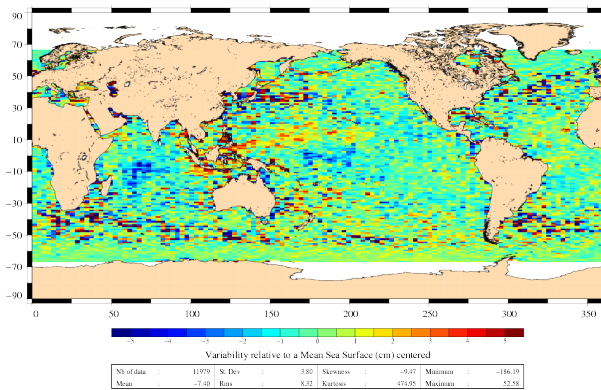 90
70
50
30
10
−10
−30
−50
−70
−90
0 50 100 150 200 250 300 350
−5 −4 −3 −2 −1 0 1 2 3 4 5
Variability relative to a Mean Sea Surface (cm) centered
Nb of data : 11979 St. Dev : 3.80 Skewness : −9.47 Minimum : −186.19
Mean : −7.40 Rms : 8.32 Kurtosis : 474.95 Maximum : 52.58